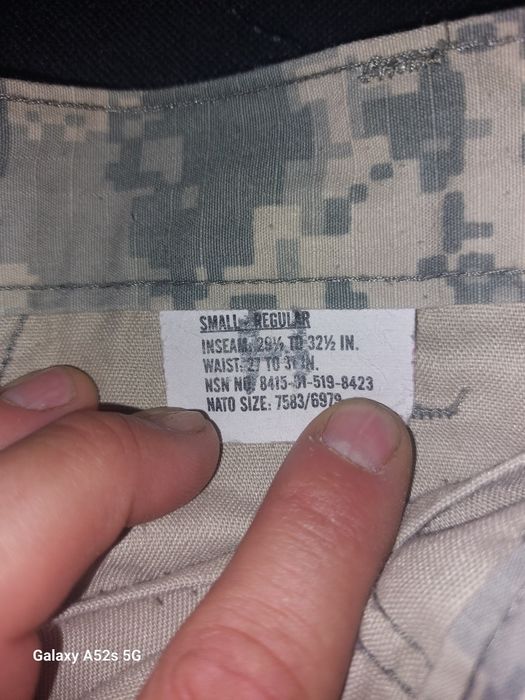 SMALL - REGULAR
INSEAM: 29½ TO 32½ IN.
WAIST: 27 TO 31 IN.
NSN NO. 8415-01-519-8423
NATO SIZE: 7583/6979
Galaxy A52s 5G